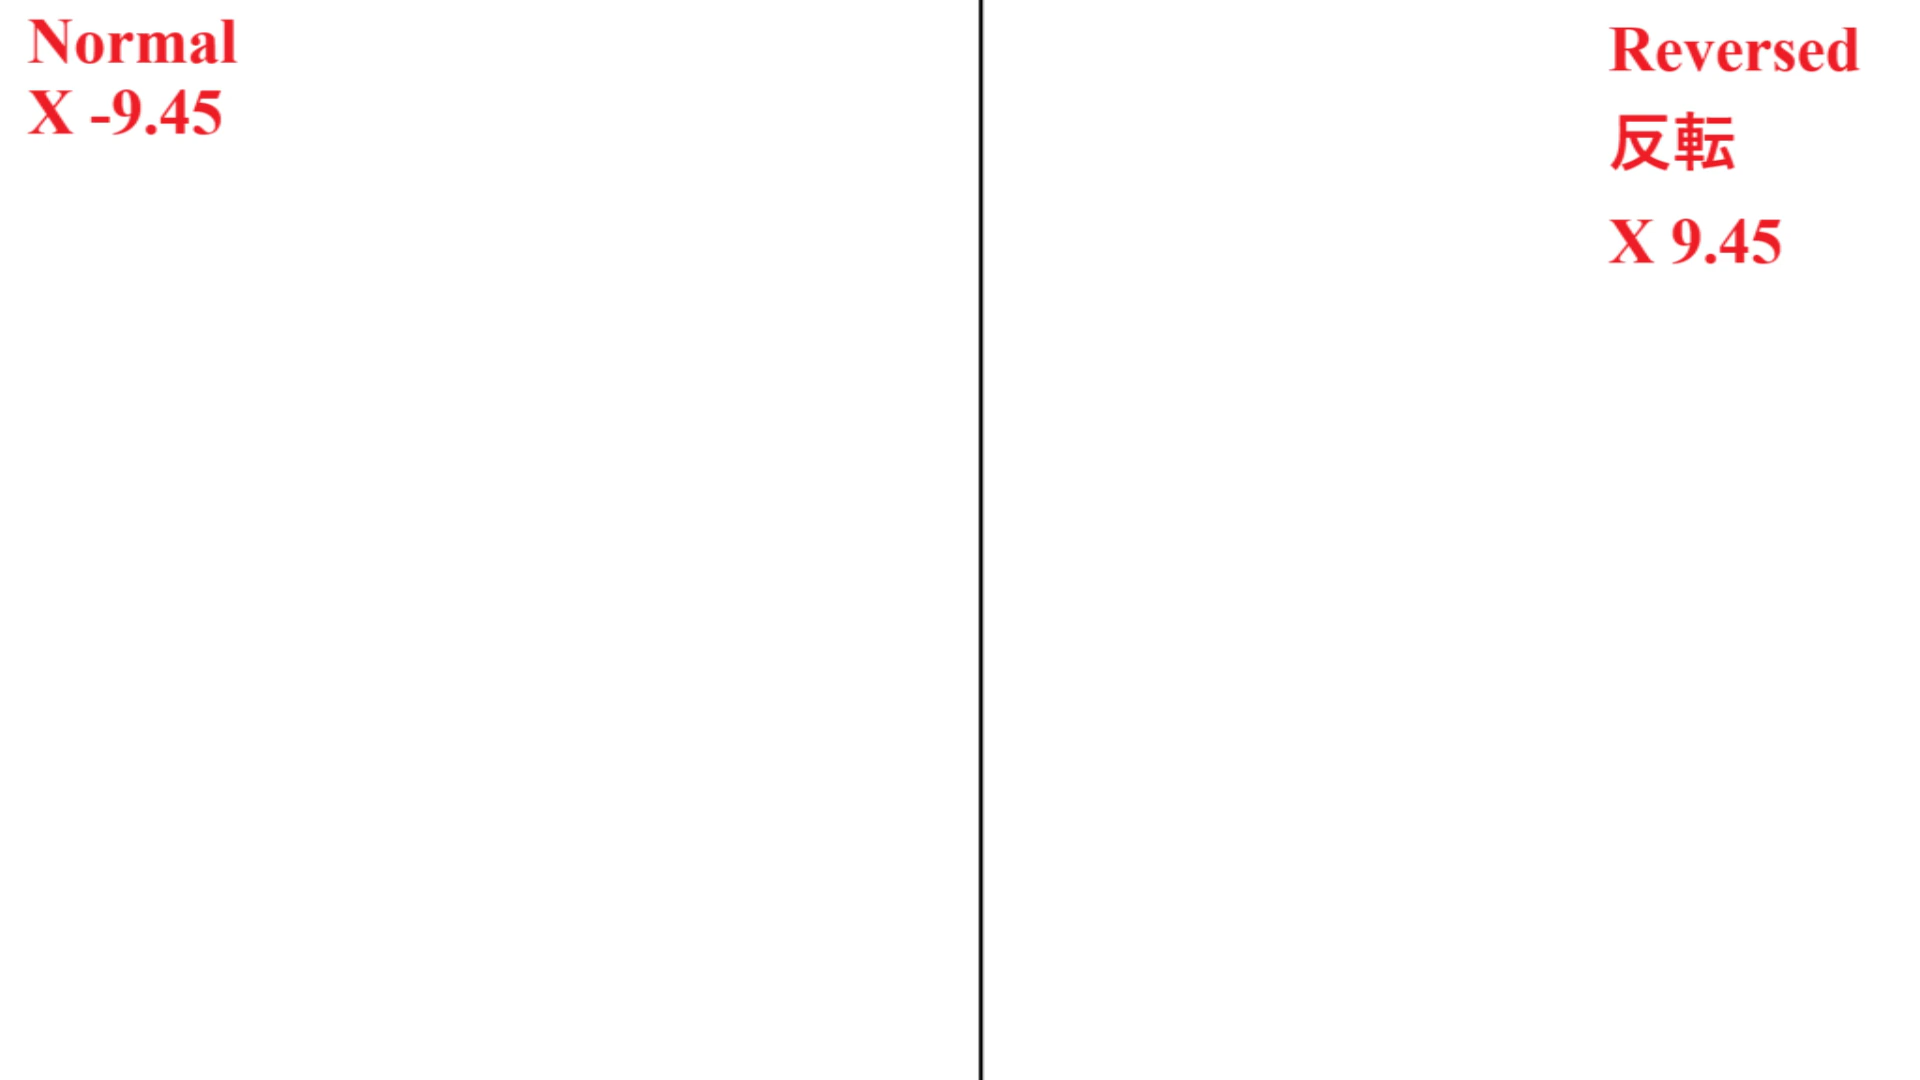 Normal
X -9.45
Reversed
反転
X 9.45